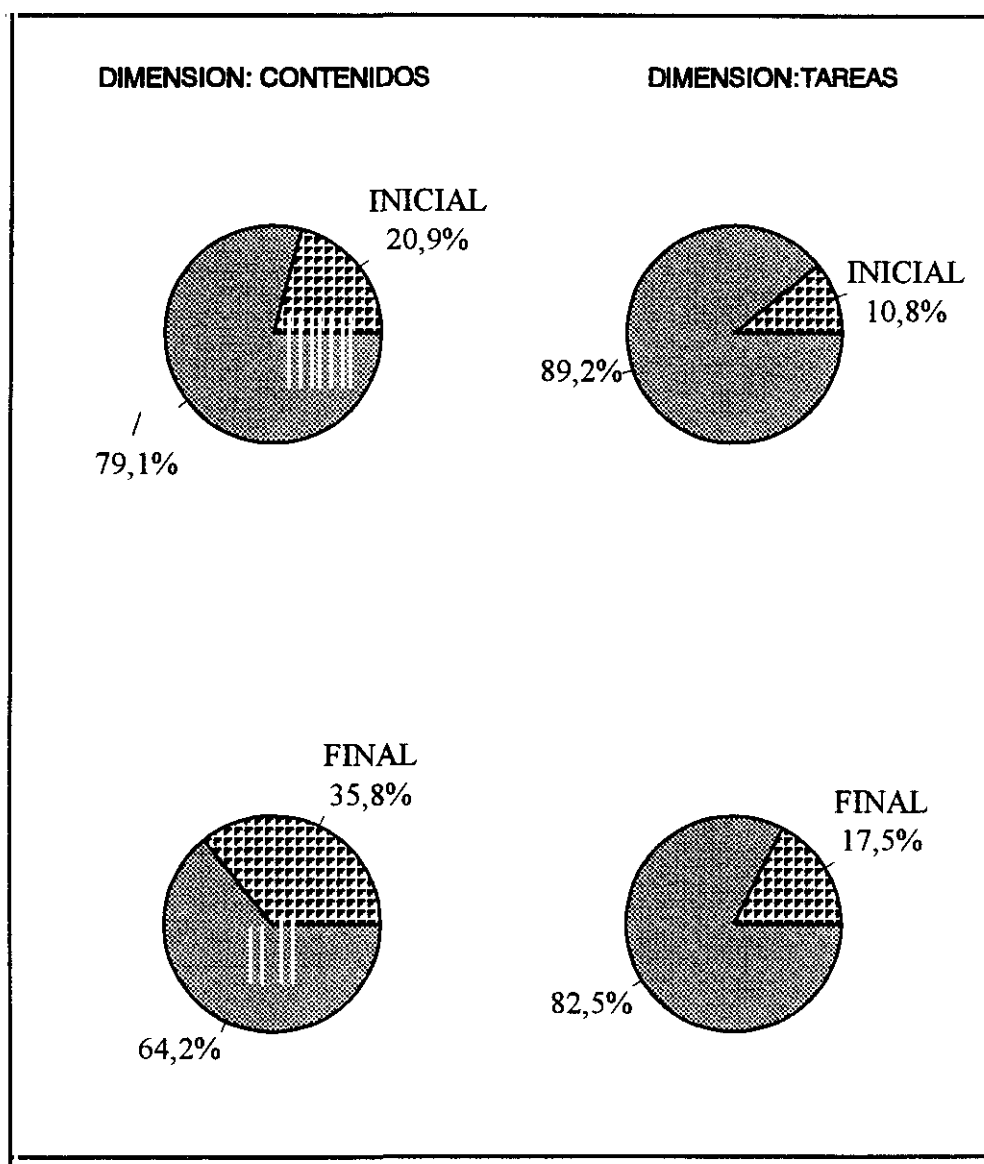 DIMENSION: CONTENIDOS
DIMENSION:TAREAS
INICIAL
20,9%
79,1%
INICIAL
10,8%
89,2%
FINAL
35,8%
64,2%
FINAL
17,5%
82,5%